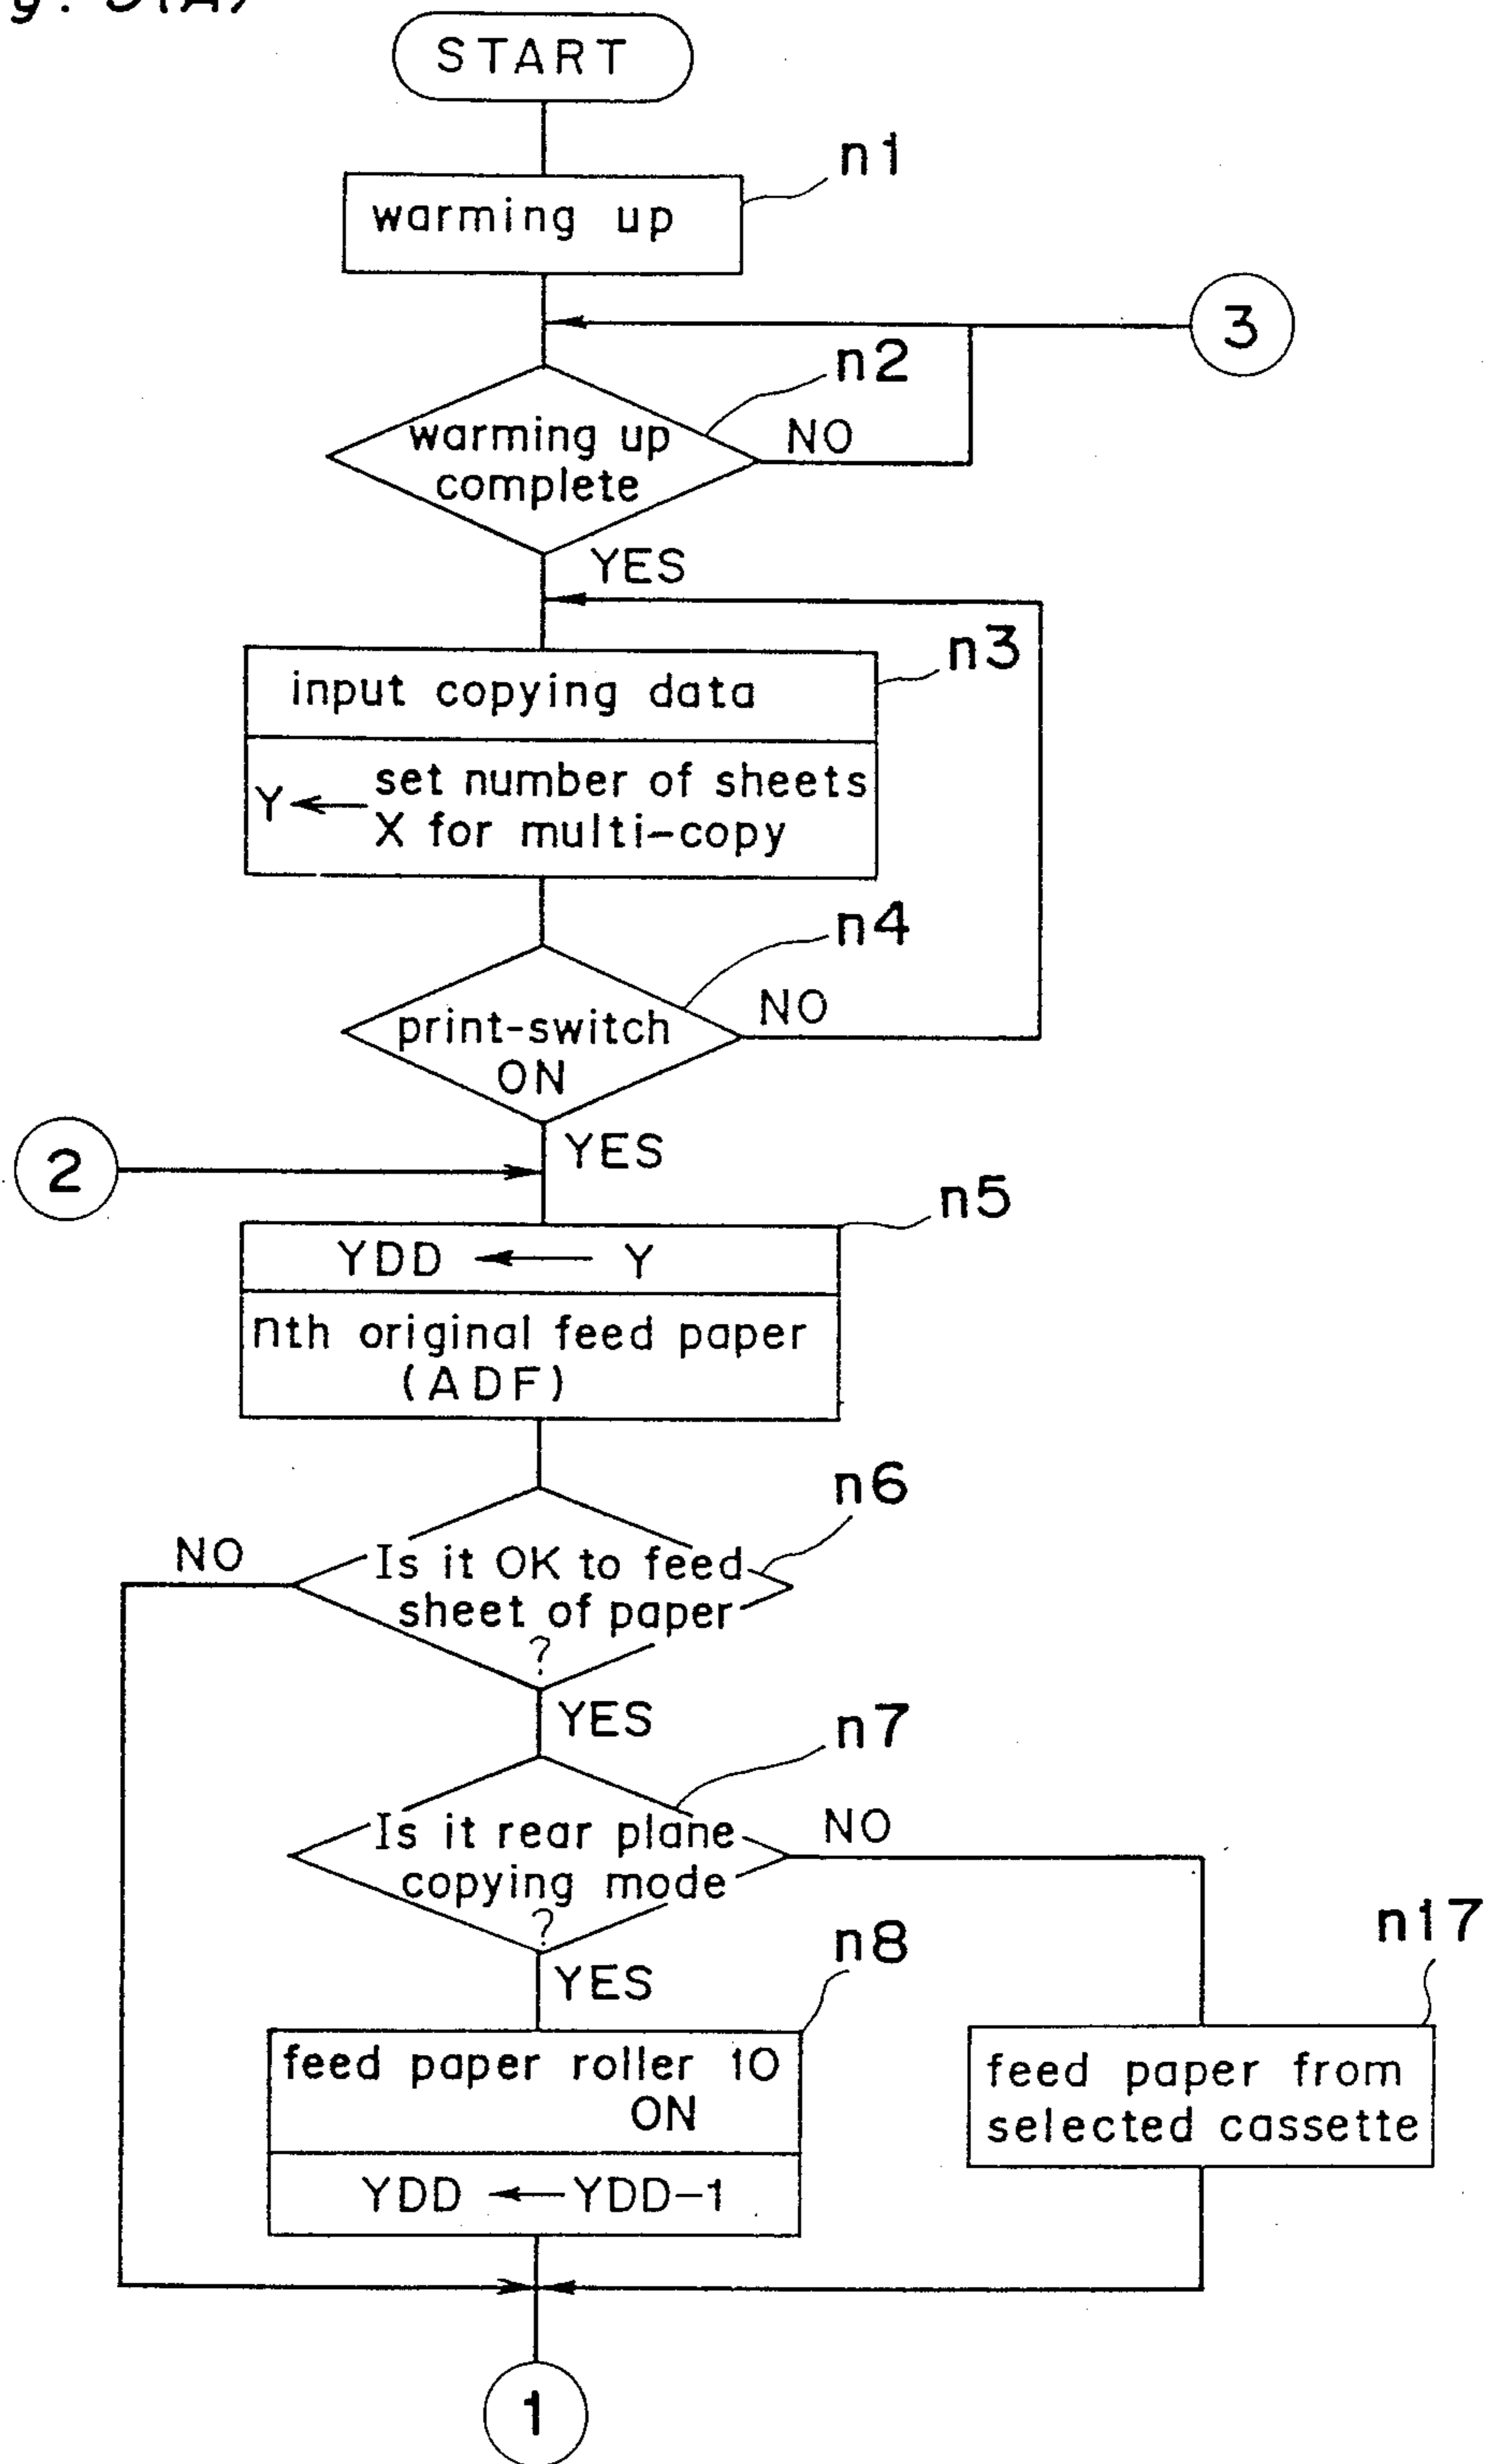 START
n1
warming up
3
n2
warming up
complete
NO
YES
n3
input copying data
Y ← set number of sheets
X for multi-copy
n4
print-switch
ON
NO
2
YES
n5
YDD ← Y
nth original feed paper
(ADF)
n6
NO
Is it OK to feed
sheet of paper
?
YES
n7
Is it rear plane
copying mode
?
NO
n8
n17
YES
feed paper roller 10
ON
feed paper from
selected cassette
YDD ← YDD-1
1